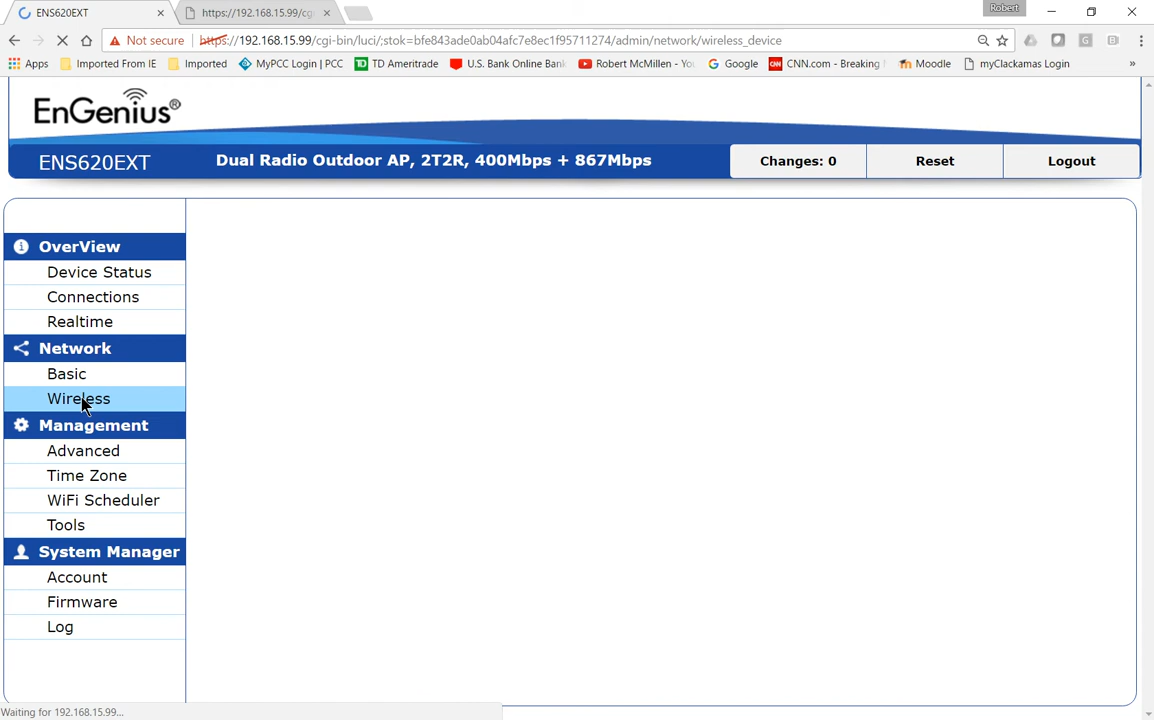 ENS620EXT
https://192.168.15.99/cg
Robert
Not secure
https://192.168.15.99/cgi-bin/luci/;stok=bfe843ade0ab04afc7e8ec1f95711274/admin/network/wireless_device
Apps
Imported From IE
Imported
MyPCC Login | PCC
TD Ameritrade
U.S. Bank Online Bank
Robert McMillen - You
Google
CNN.com - Breaking
Moodle
myClackamas Login
»
EnGenius®
ENS620EXT
Dual Radio Outdoor AP, 2T2R, 400Mbps + 867Mbps
Changes: 0
Reset
Logout
OverView
Device Status
Connections
Realtime
Network
Basic
Wireless
Management
Advanced
Time Zone
WiFi Scheduler
Tools
System Manager
Account
Firmware
Log
Waiting for 192.168.15.99...